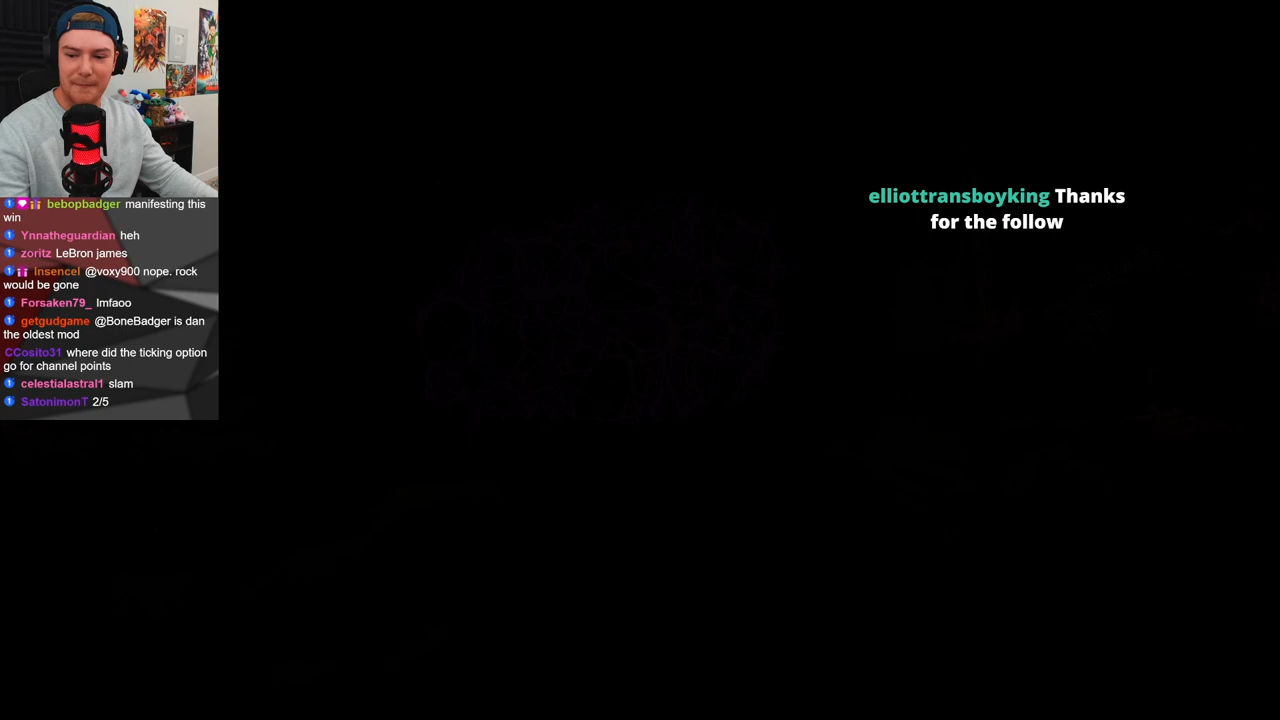 bebopbadger manifesting this
win
Ynnatheguardian heh
zoritz LeBron james
Insencel @voxy900 nope. rock
would be gone
Forsaken79_ lmfaoo
getgudgame @BoneBadger is dan
the oldest mod
CCosito31 where did the ticking option
go for channel points
celestialastral1 slam
SatonimonT 2/5
elliottransboyking Thanks
for the follow